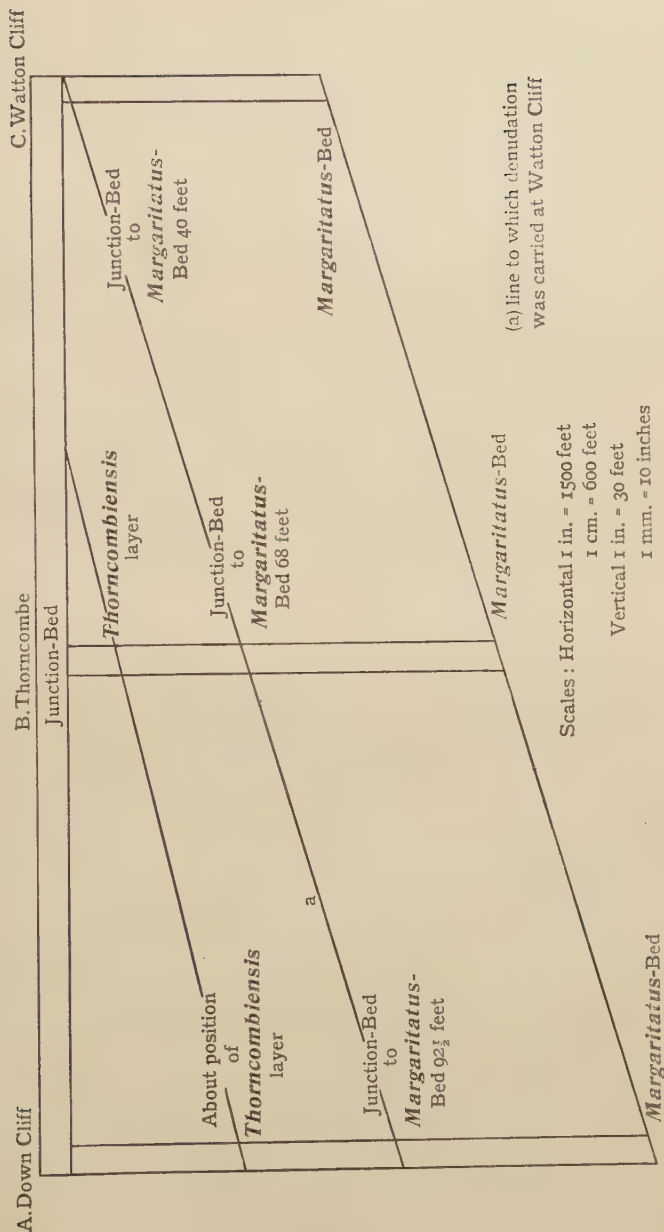 A. Down Cliff
B. Thorncombe
C. Watton Cliff
Junction-Bed
About position
of
Thorncombiensis
layer
Thorncombiensis
layer
Junction-Bed
to
Margaritatus-
Bed 92½ feet
a
Junction-Bed
to
Margaritatus-
Bed 68 feet
Junction-Bed
to
Margaritatus-
Bed 40 feet
Margaritatus-Bed
Margaritatus-Bed
Margaritatus-Bed
Scales: Horizontal 1 in. = 1500 feet
1 cm. = 600 feet
Vertical 1 in. = 30 feet
1 mm. = 10 inches
(a) line to which denudation
was carried at Watton Cliff